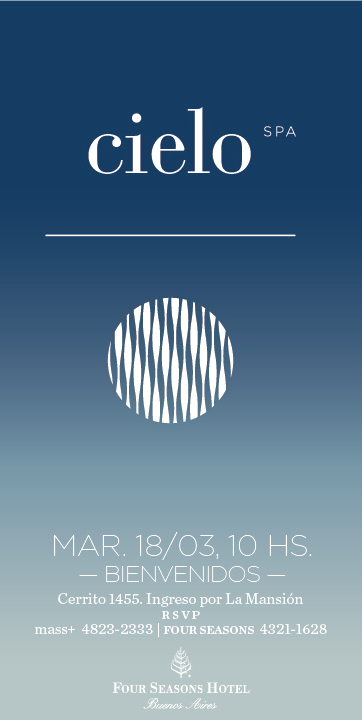 cielo SPA
MAR. 18/03, 10 HS.
— BIENVENIDOS —
Cerrito 1455. Ingreso por La Mansión
RSVP
mass+ 4823-2333 | FOUR SEASONS 4321-1628
FOUR SEASONS HOTEL
Buenos Aires